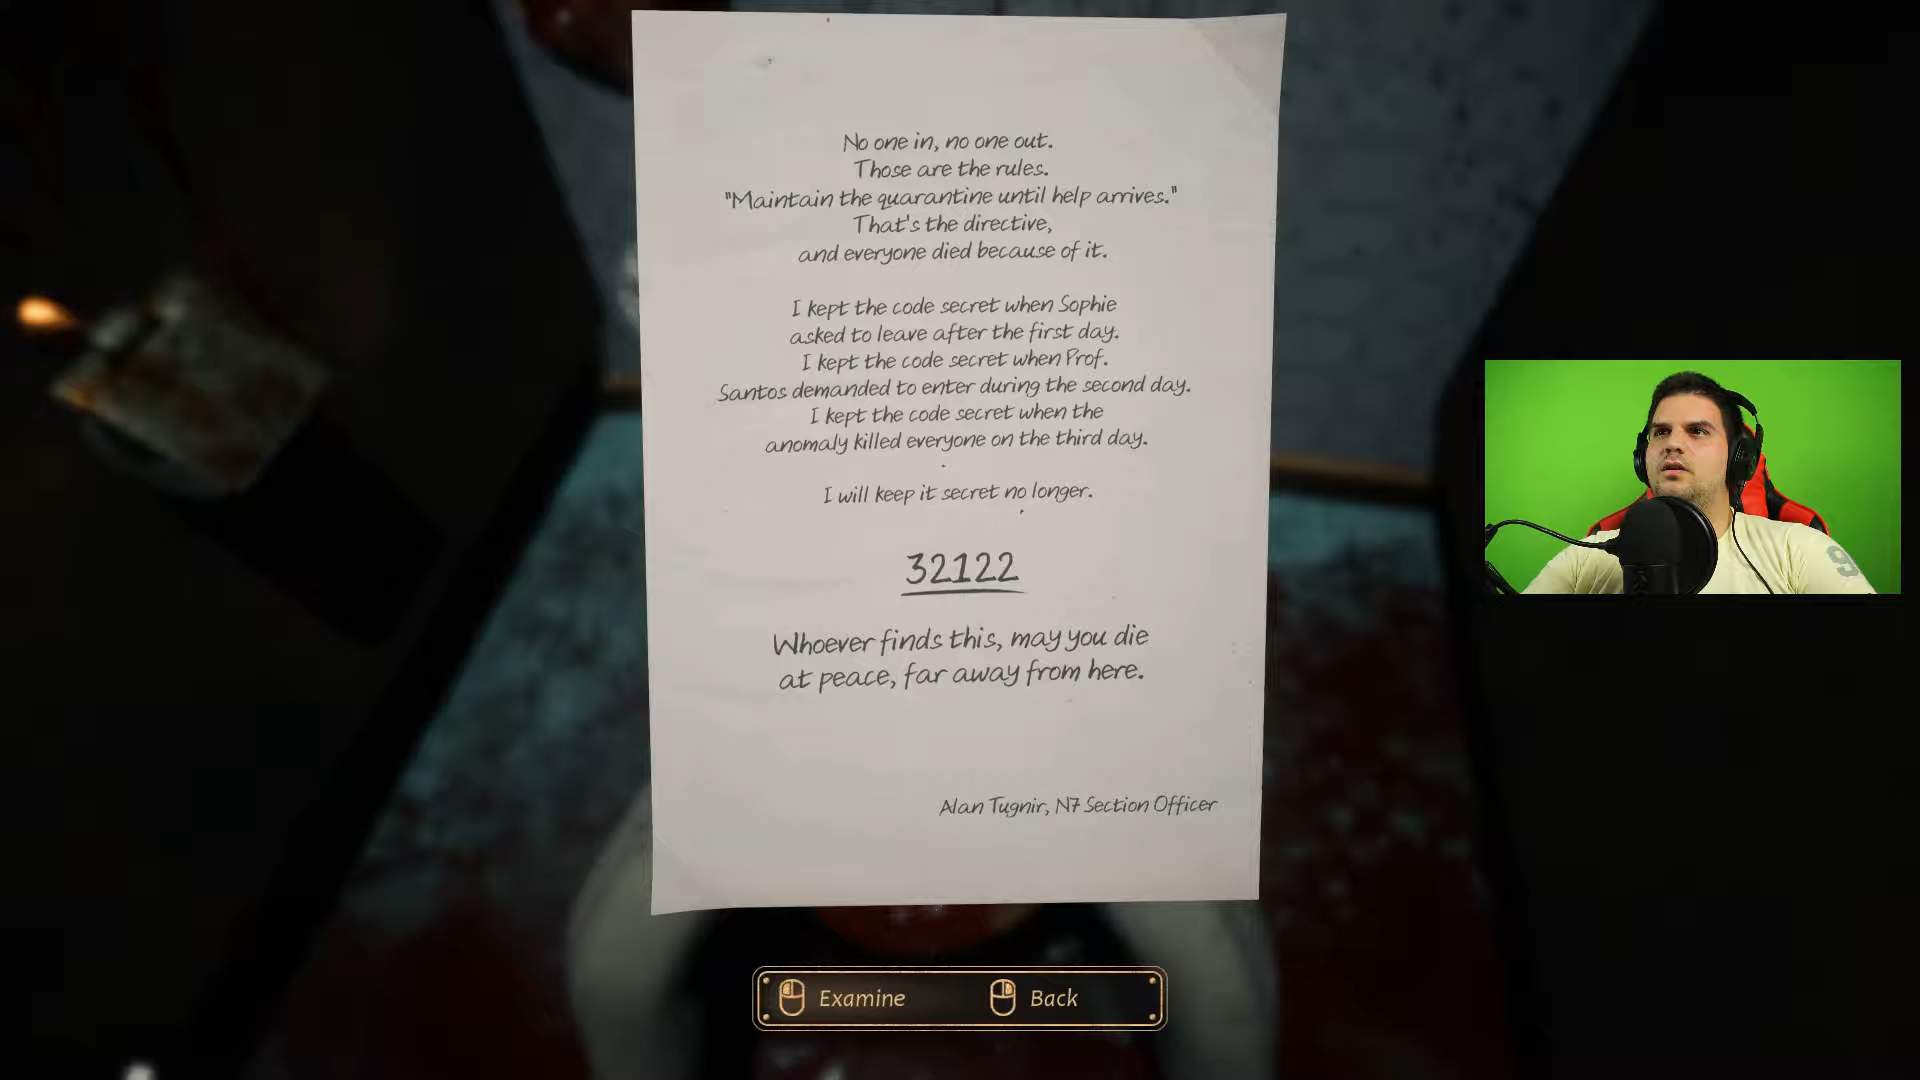 No one in, no one out.
Those are the rules.
"Maintain the quarantine until help arrives."
That's the directive,
and everyone died because of it.
I kept the code secret when Sophie
asked to leave after the first day.
I kept the code secret when Prof.
Santos demanded to enter during the second day.
I kept the code secret when the
anomaly killed everyone on the third day.
I will keep it secret no longer.
32122
Whoever finds this, may you die
at peace, far away from here.
Alan Tugnir, N7 Section Officer
Examine
Back
9